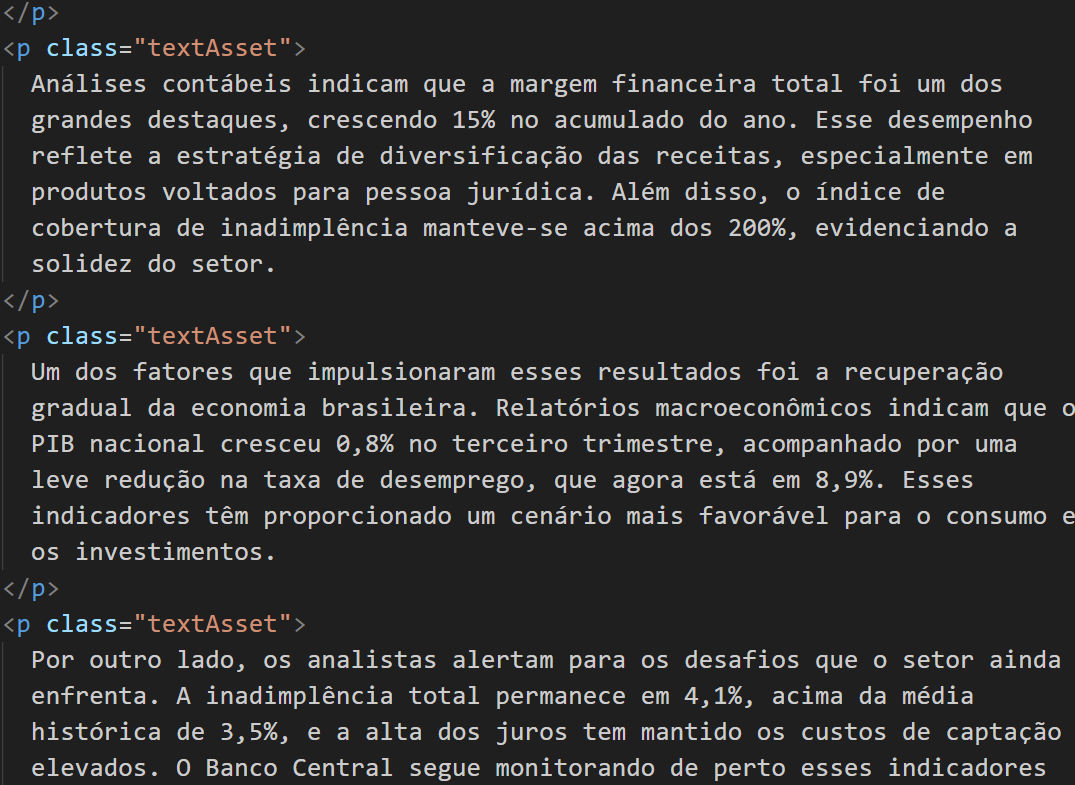 </p>
<p class="textAsset">
Análises contábeis indicam que a margem financeira total foi um dos
grandes destaques, crescendo 15% no acumulado do ano. Esse desempenho
reflete a estratégia de diversificação das receitas, especialmente em
produtos voltados para pessoa jurídica. Além disso, o índice de
cobertura de inadimplência manteve-se acima dos 200%, evidenciando a
solidez do setor.
</p>
<p class="textAsset">
Um dos fatores que impulsionaram esses resultados foi a recuperação
gradual da economia brasileira. Relatórios macroeconômicos indicam que o
PIB nacional cresceu 0,8% no terceiro trimestre, acompanhado por uma
leve redução na taxa de desemprego, que agora está em 8,9%. Esses
indicadores têm proporcionado um cenário mais favorável para o consumo e
os investimentos.
</p>
<p class="textAsset">
Por outro lado, os analistas alertam para os desafios que o setor ainda
enfrenta. A inadimplência total permanece em 4,1%, acima da média
histórica de 3,5%, e a alta dos juros tem mantido os custos de captação
elevados. O Banco Central segue monitorando de perto esses indicadores